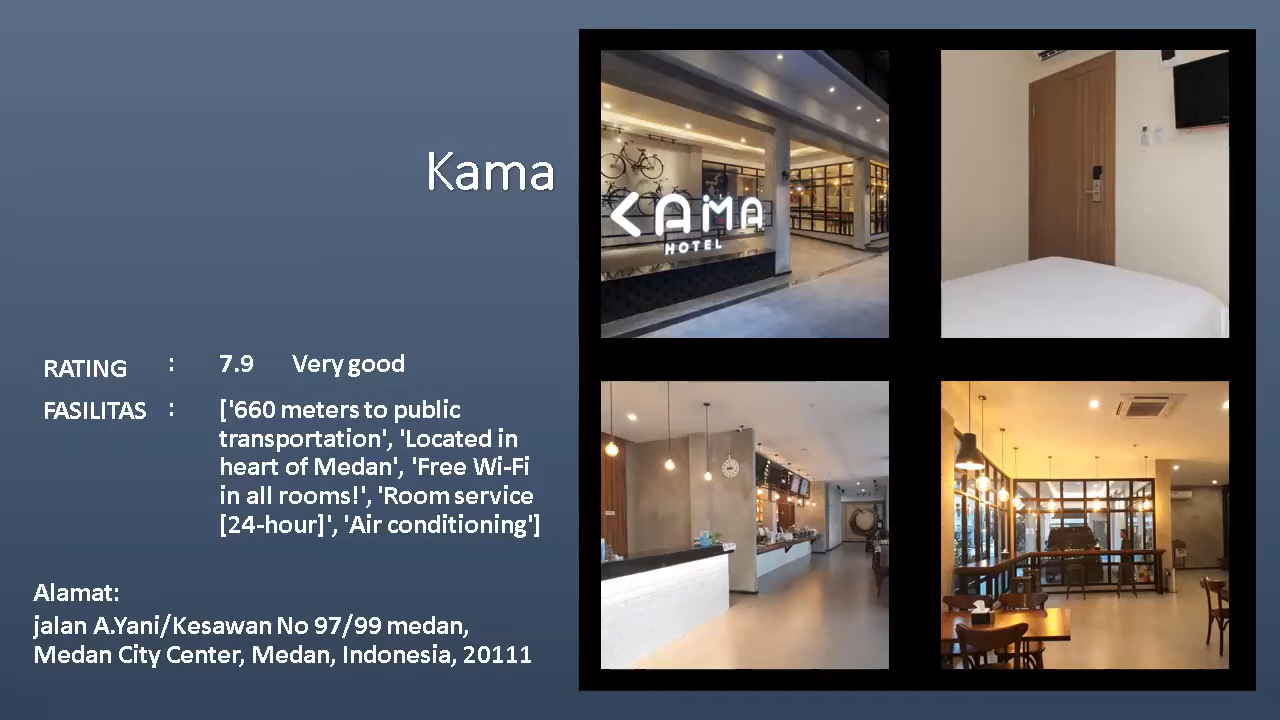 Kama
KAMA
HOTEL
RATING : 7.9 Very good
FASILITAS : ['660 meters to public
transportation', 'Located in
heart of Medan', 'Free Wi-Fi
in all rooms!', 'Room service
[24-hour]', 'Air conditioning']
Alamat:
jalan A.Yani/Kesawan No 97/99 medan,
Medan City Center, Medan, Indonesia, 20111